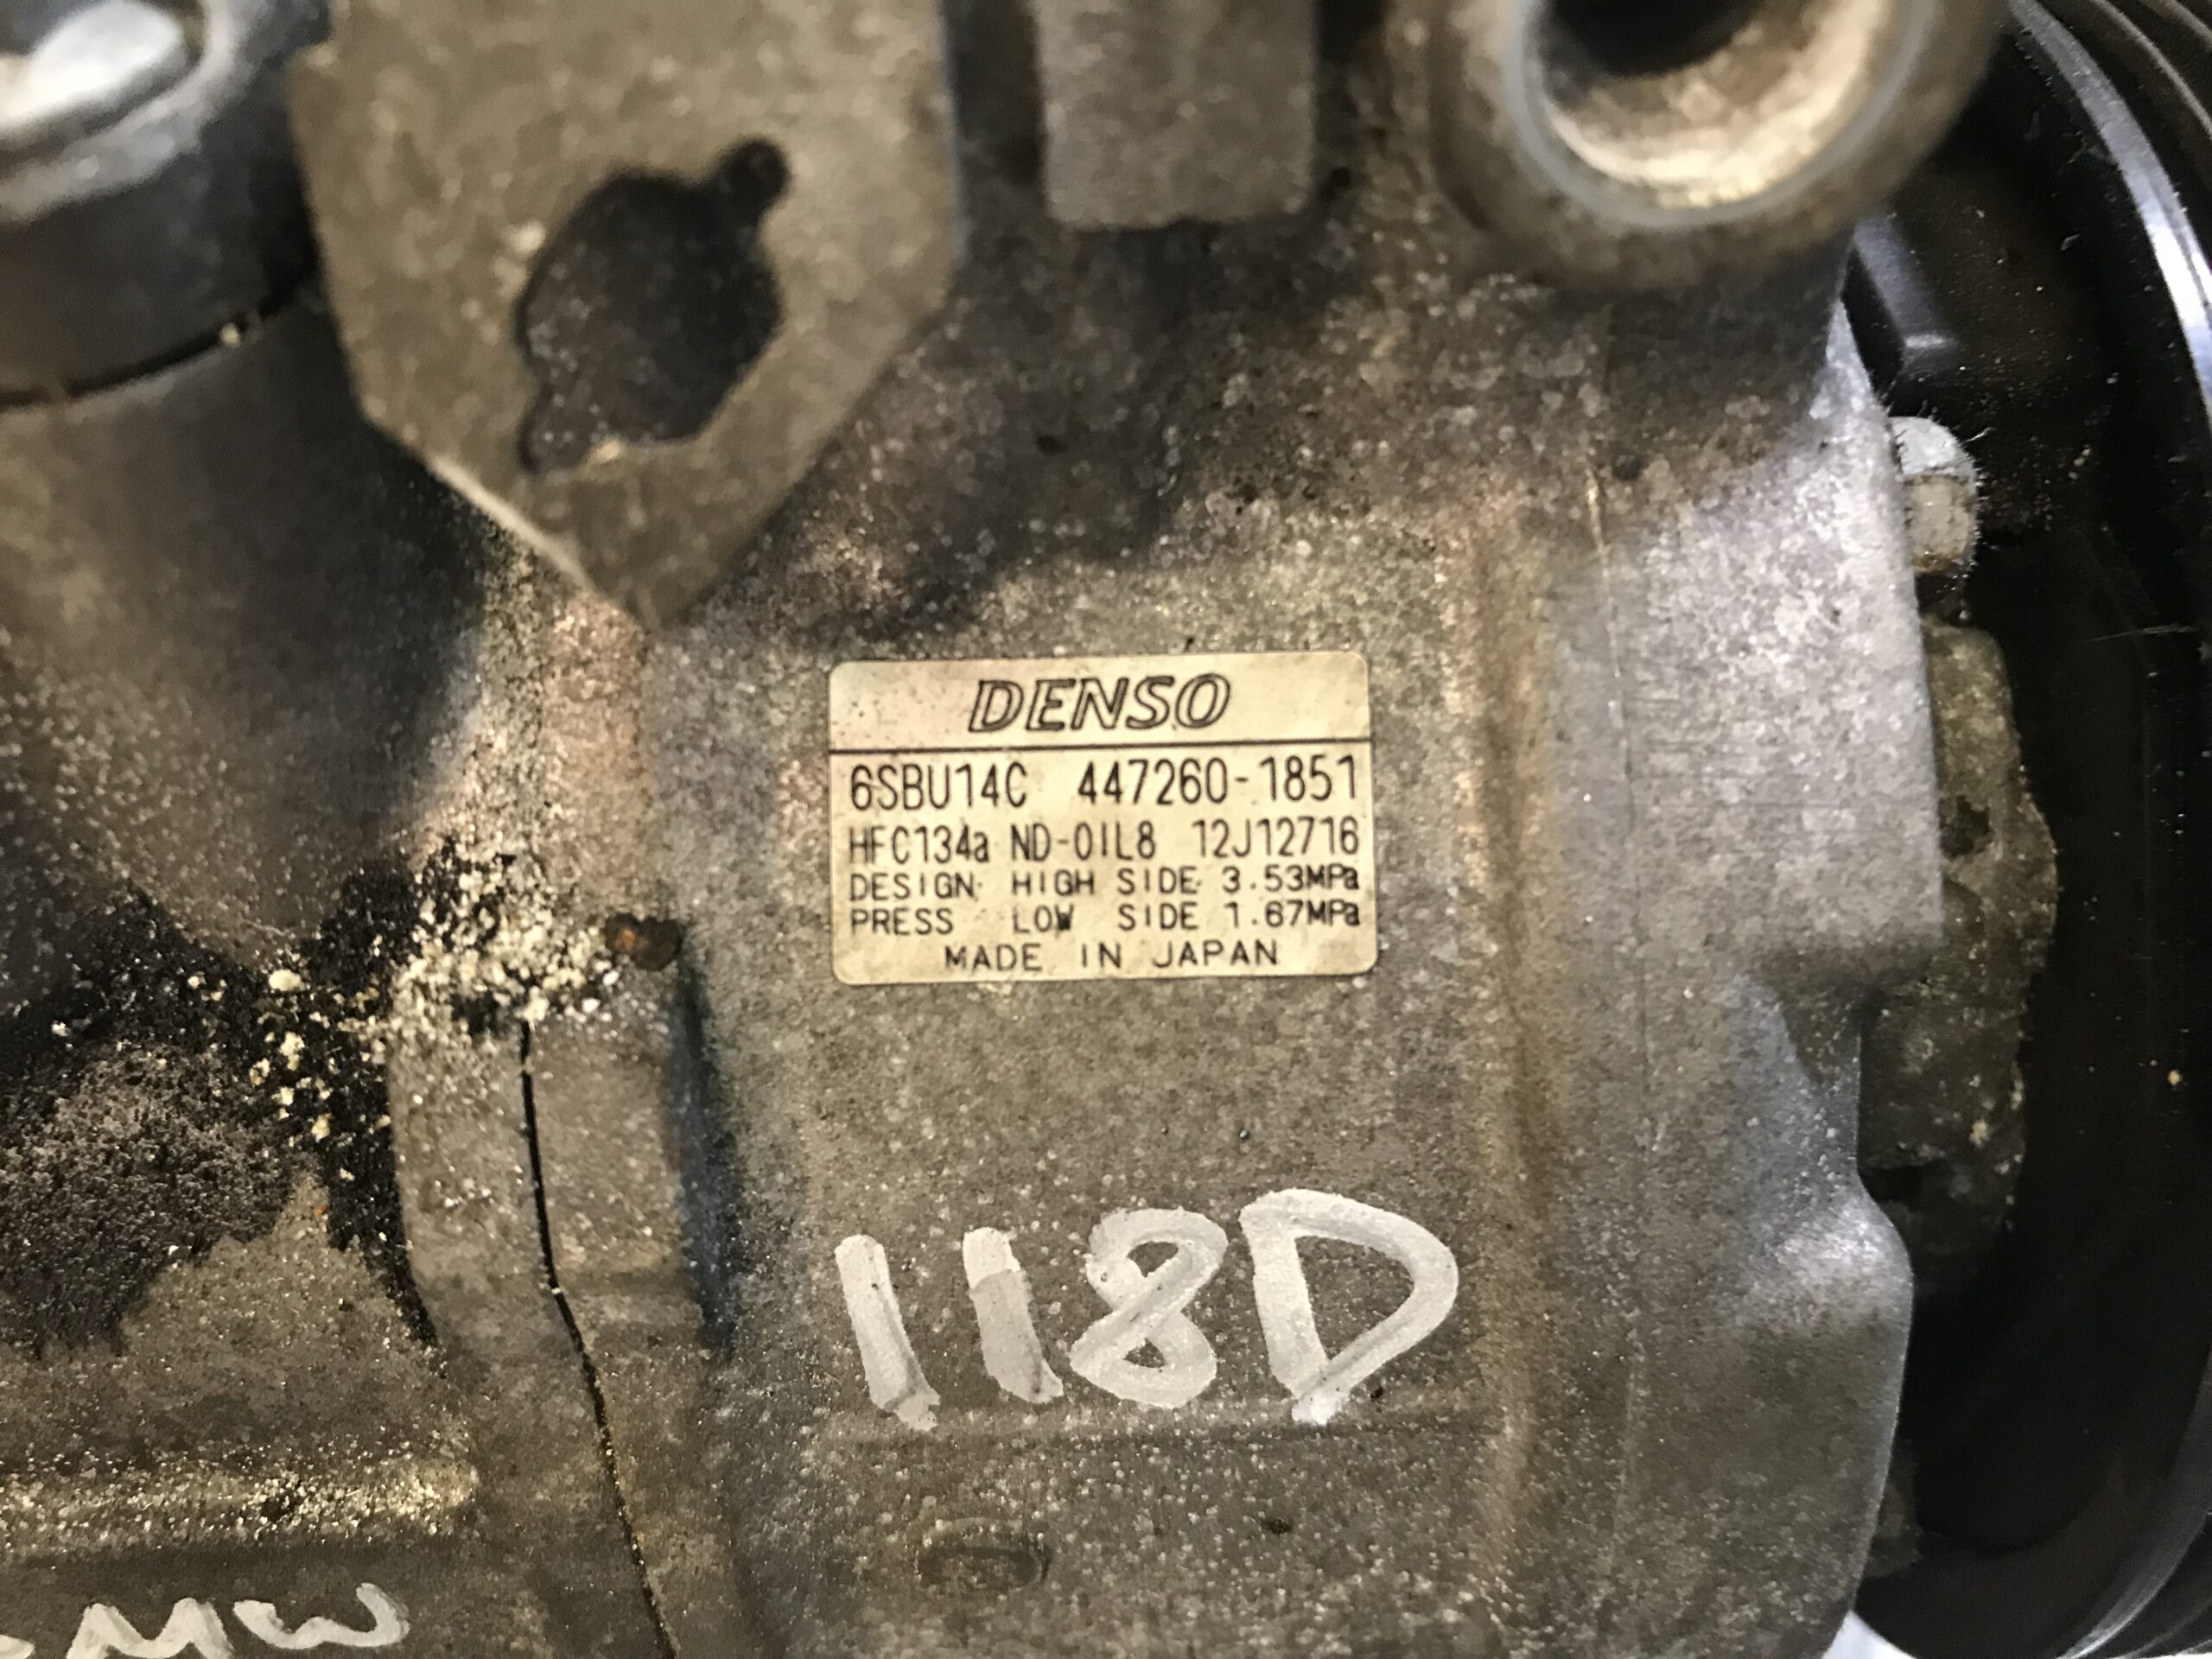 DENSO
6SBU14C 447260-1851
HFC134a ND-OIL8 12J12716
DESIGN HIGH SIDE 3.53MPa
PRESS LOW SIDE 1.67MPa
MADE IN JAPAN
118D